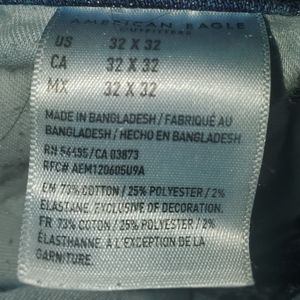 AMERICAN EAGLE
OUTFITTERS
US 32 X 32
CA 32 X 32
MX 32 X 32
MADE IN BANGLADESH / FABRIQUÉ AU
BANGLADESH / HECHO EN BANGLADESH
RN# 54485/CA 03873
RFC# AEM120605U9A
EN 73% COTTON / 25% POLYESTER / 2%
ELASTANE. EXCLUSIVE OF DECORATION.
FR 73% COTON / 25% POLYESTER / 2%
ÉLASTHANNE. À L'EXCEPTION DE LA
GARNITURE.